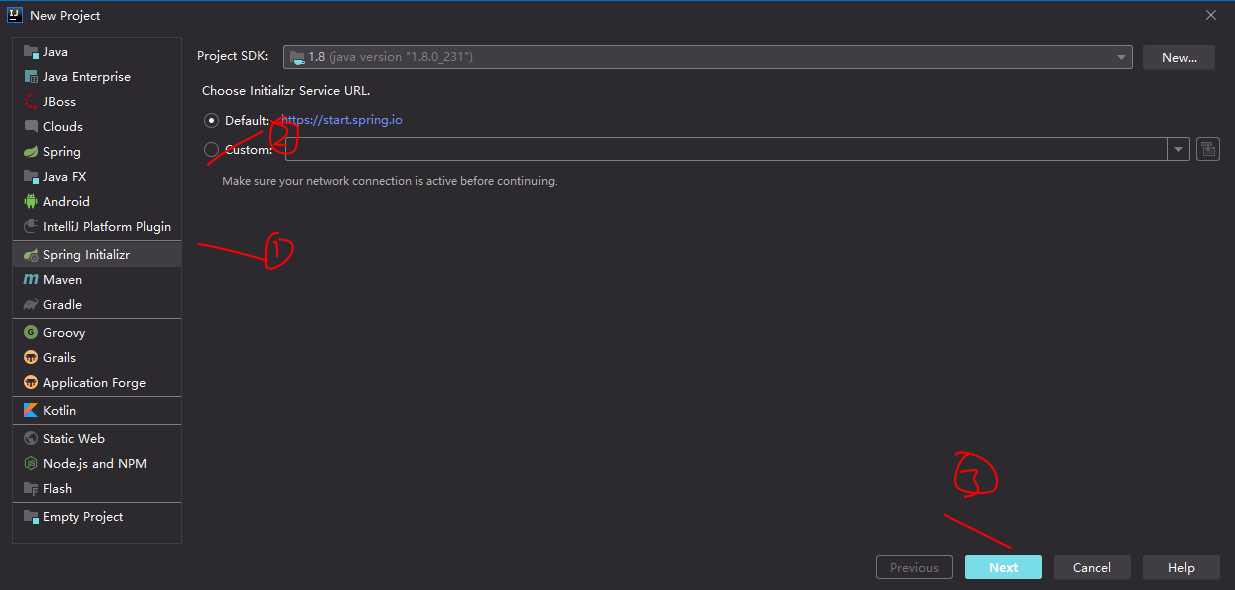 New Project
Java
Java Enterprise
JBoss
Clouds
Spring
Java FX
Android
IntelliJ Platform Plugin
Spring Initializr
Maven
Gradle
Groovy
Grails
Application Forge
Kotlin
Static Web
Node.js and NPM
Flash
Empty Project
Project SDK: 1.8 (java version "1.8.0_231") New...
Choose Initializr Service URL.
Default: https://start.spring.io
②
Custom:
Make sure your network connection is active before continuing.
①
③
Previous Next Cancel Help